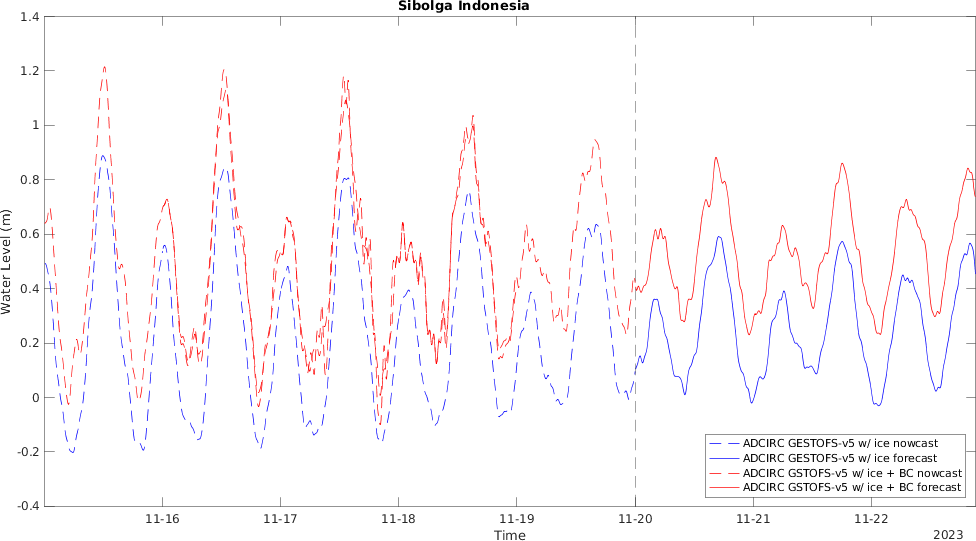 Sibolga Indonesia
1.4
1.2
1
0.8
0.6
0.4
0.2
0
-0.2
-0.4
Water Level (m)
ADCIRC GESTOFS-v5 w/ ice nowcast
ADCIRC GESTOFS-v5 w/ ice forecast
ADCIRC GSTOFS-v5 w/ ice + BC nowcast
ADCIRC GSTOFS-v5 w/ ice + BC forecast
11-16 11-17 11-18 11-19 11-20 11-21 11-22
Time
2023